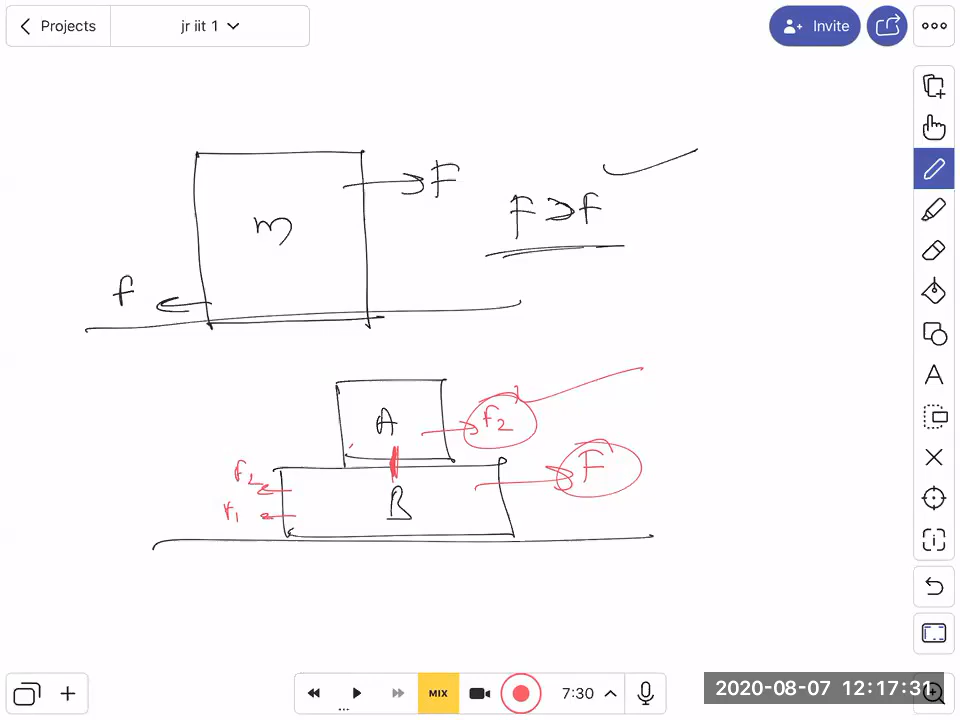 Projects
jr iit 1
Invite
F
m
F > f
f
A
f2
F
f2
B
f1
A
MIX
7:30
2020-08-07 12:17:31